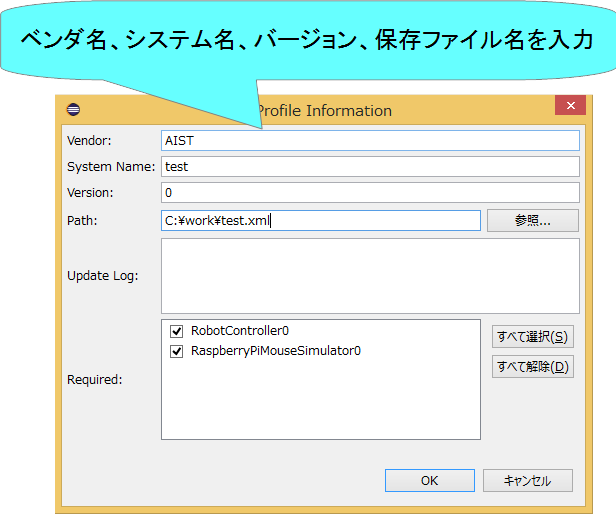 ベンダ名、システム名、バージョン、保存ファイル名を入力
Profile Information
Vendor: AIST
System Name: test
Version: 0
Path: C:¥work¥test.xml 参照...
Update Log:
Required:
RobotController0
RaspberryPiMouseSimulator0
すべて選択(S)
すべて解除(D)
OK キャンセル